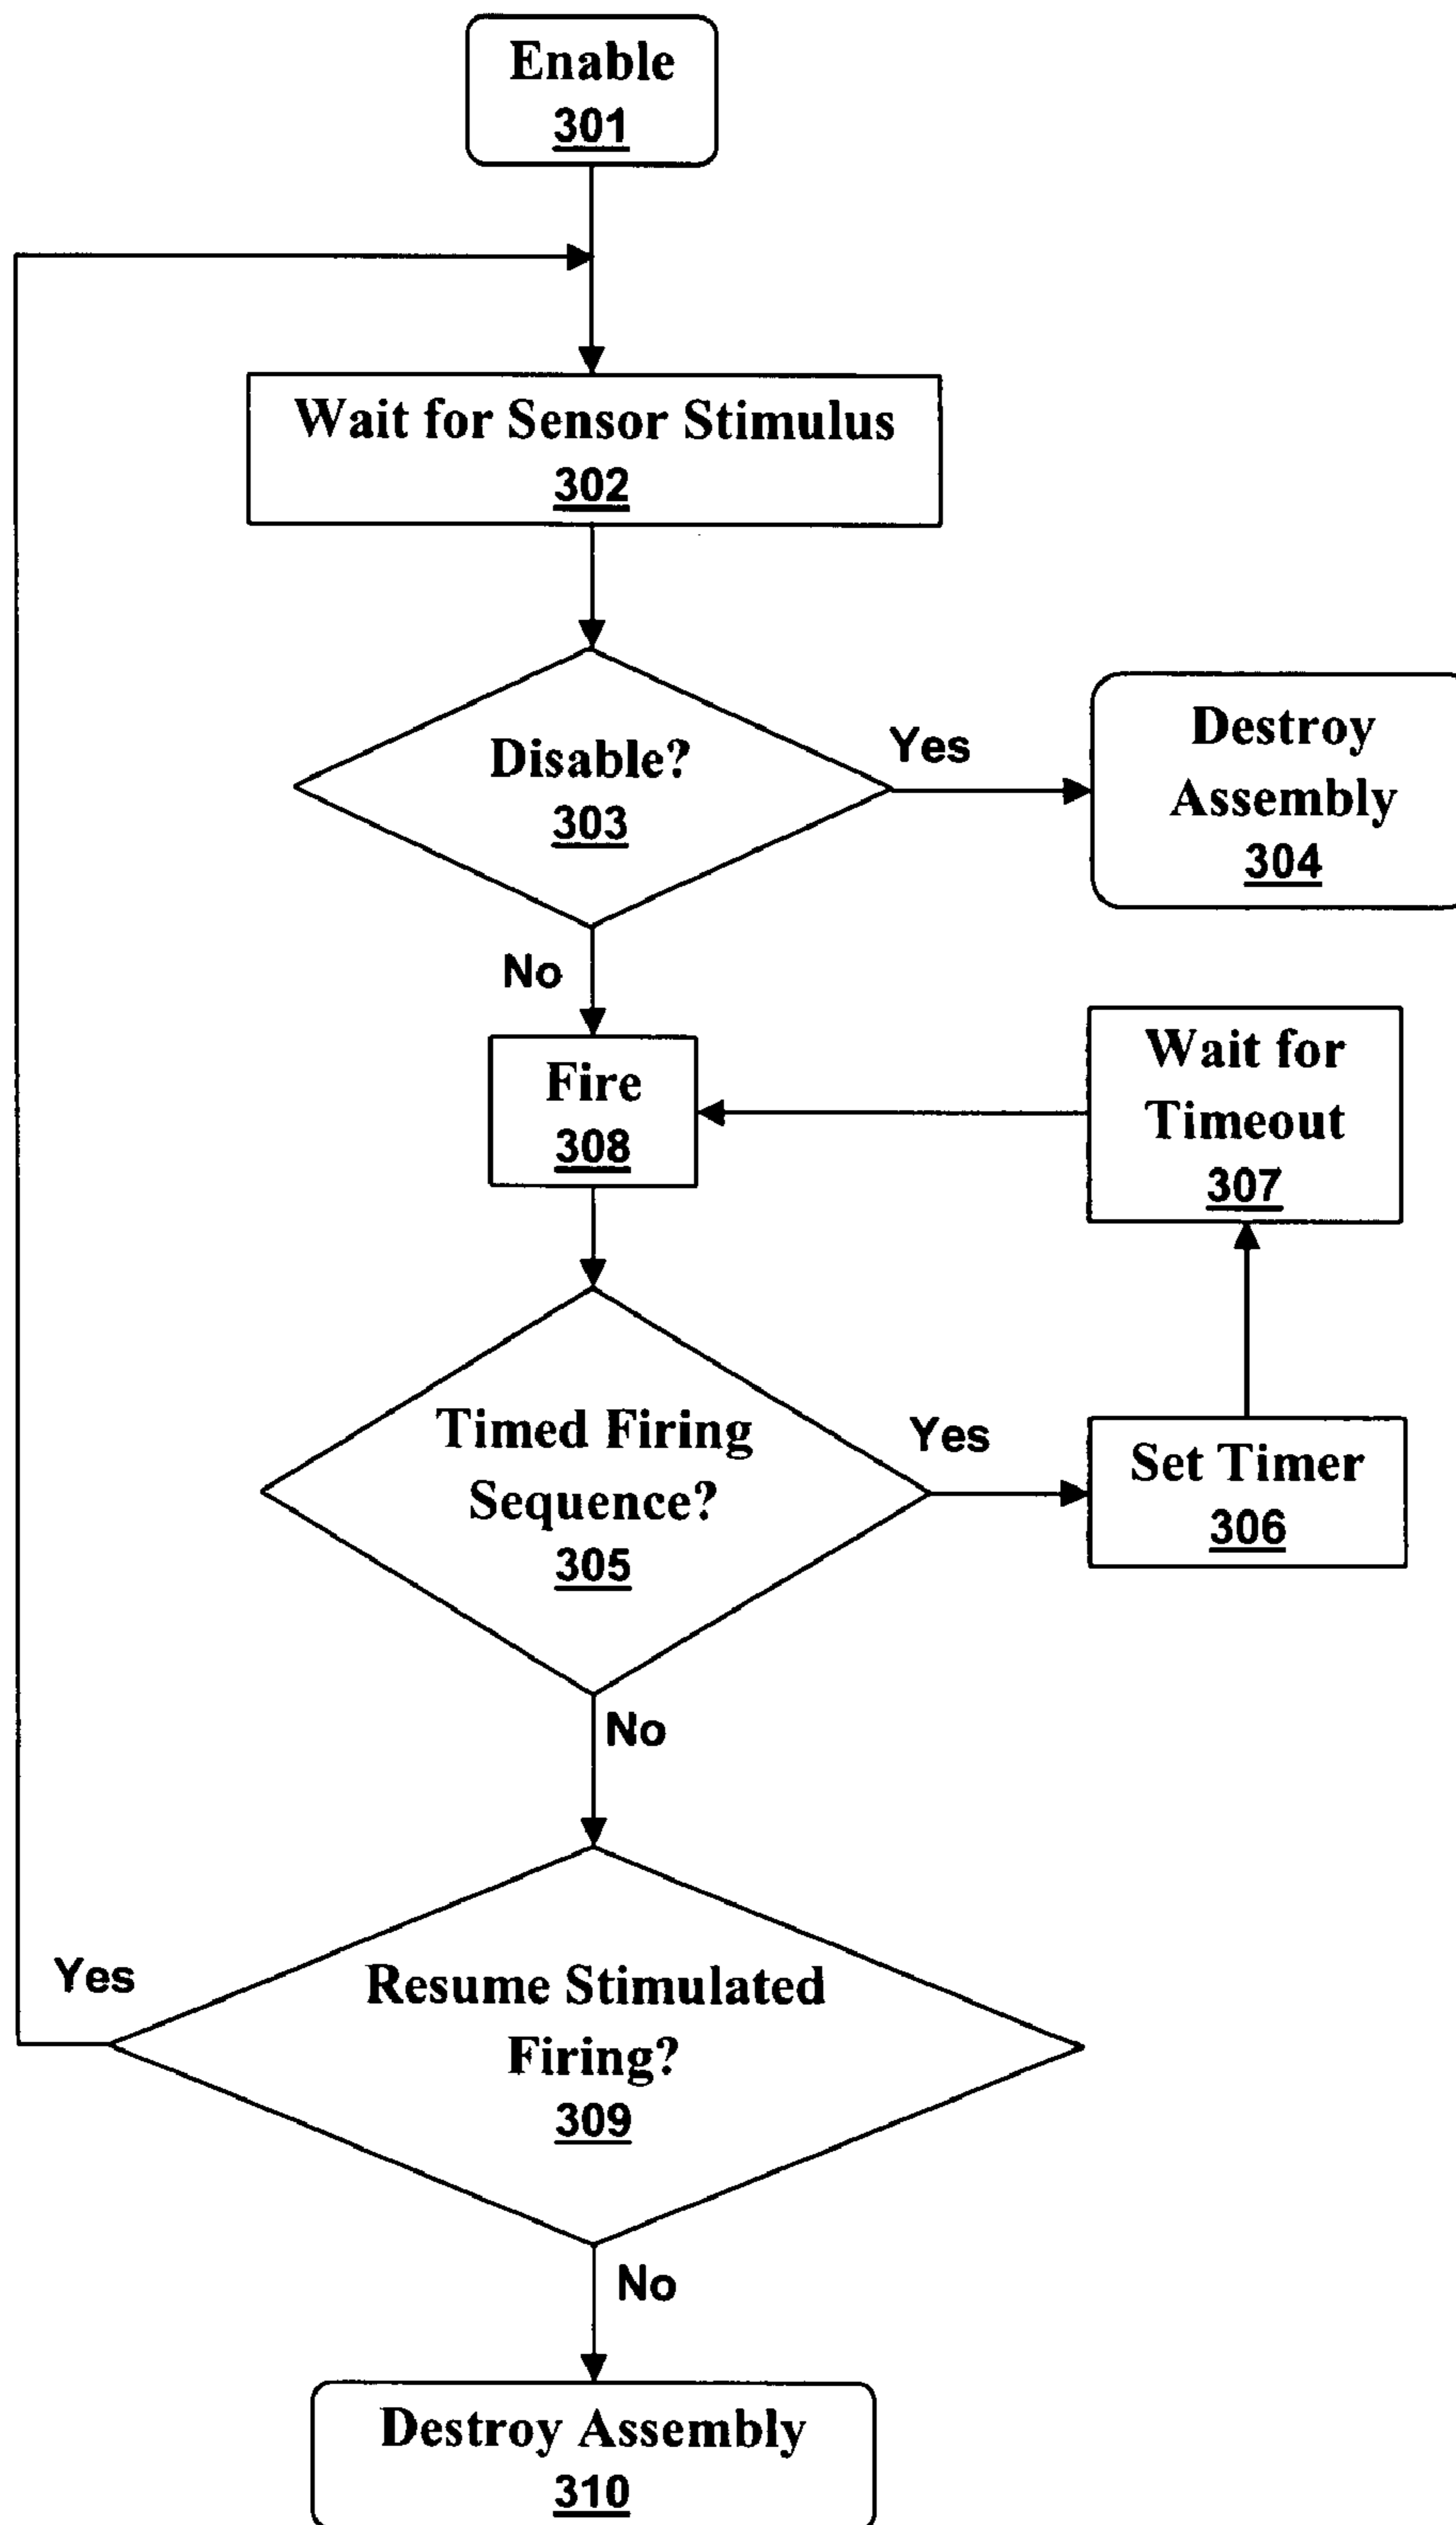 Enable
301
Wait for Sensor Stimulus
302
Disable?
303
Yes
Destroy
Assembly
304
No
Fire
308
Wait for
Timeout
307
Timed Firing
Sequence?
305
Yes
Set Timer
306
No
Yes
Resume Stimulated
Firing?
309
No
Destroy Assembly
310